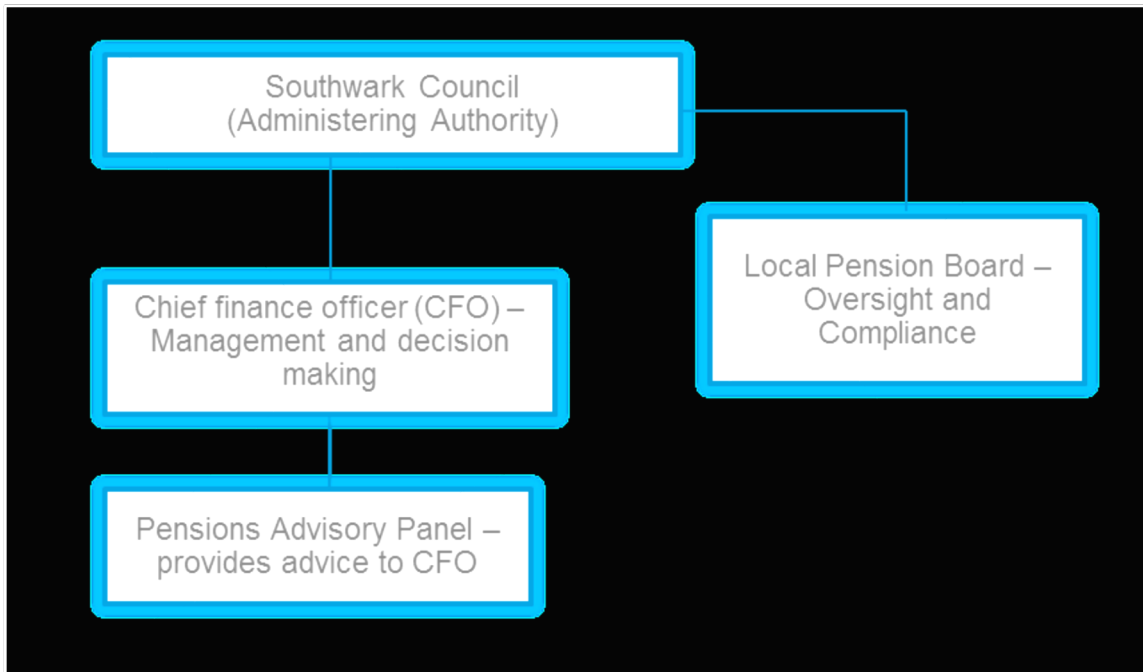 Southwark Council
(Administering Authority)
Chief finance officer (CFO) –
Management and decision
making
Local Pension Board –
Oversight and
Compliance
Pensions Advisory Panel –
provides advice to CFO